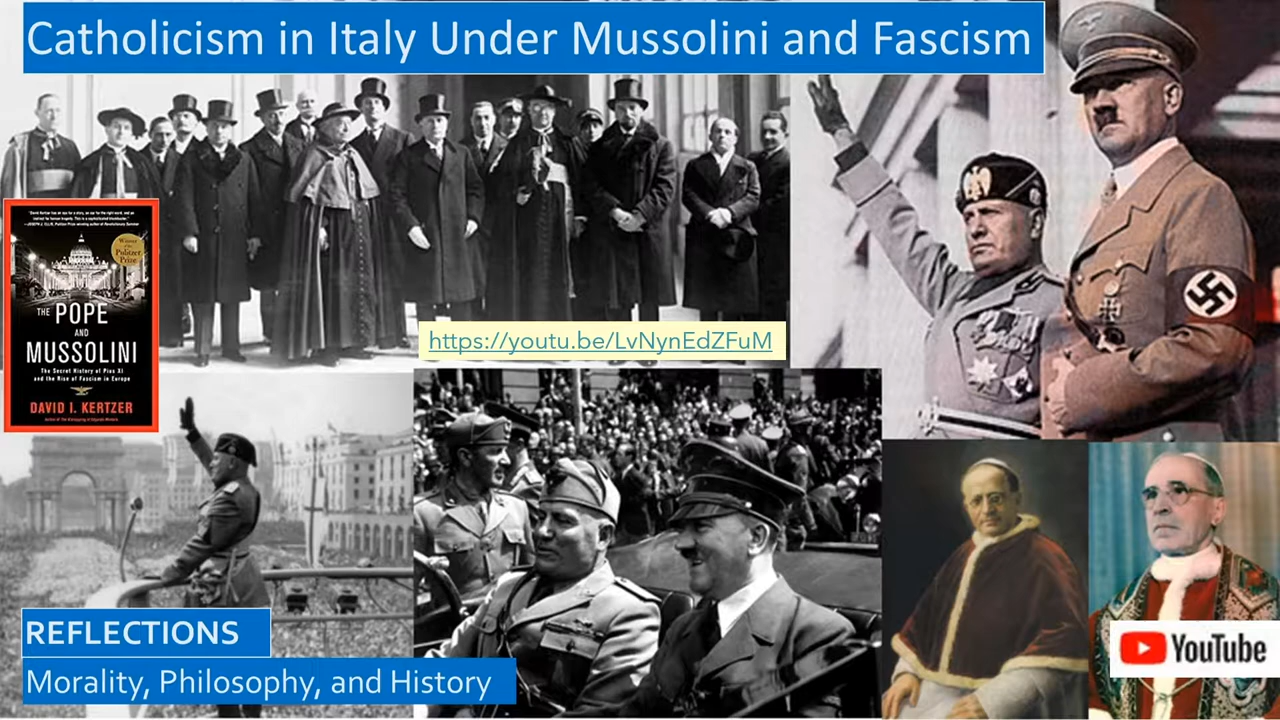 Catholicism in Italy Under Mussolini and Fascism
Winner
of the
Pulitzer
Prize
THE POPE
AND
MUSSOLINI
The Secret History of Pius XI
and the Rise of Fascism in Europe
DAVID I. KERTZER
https://youtu.be/LvNynEdZFuM
REFLECTIONS
Morality, Philosophy, and History
YouTube